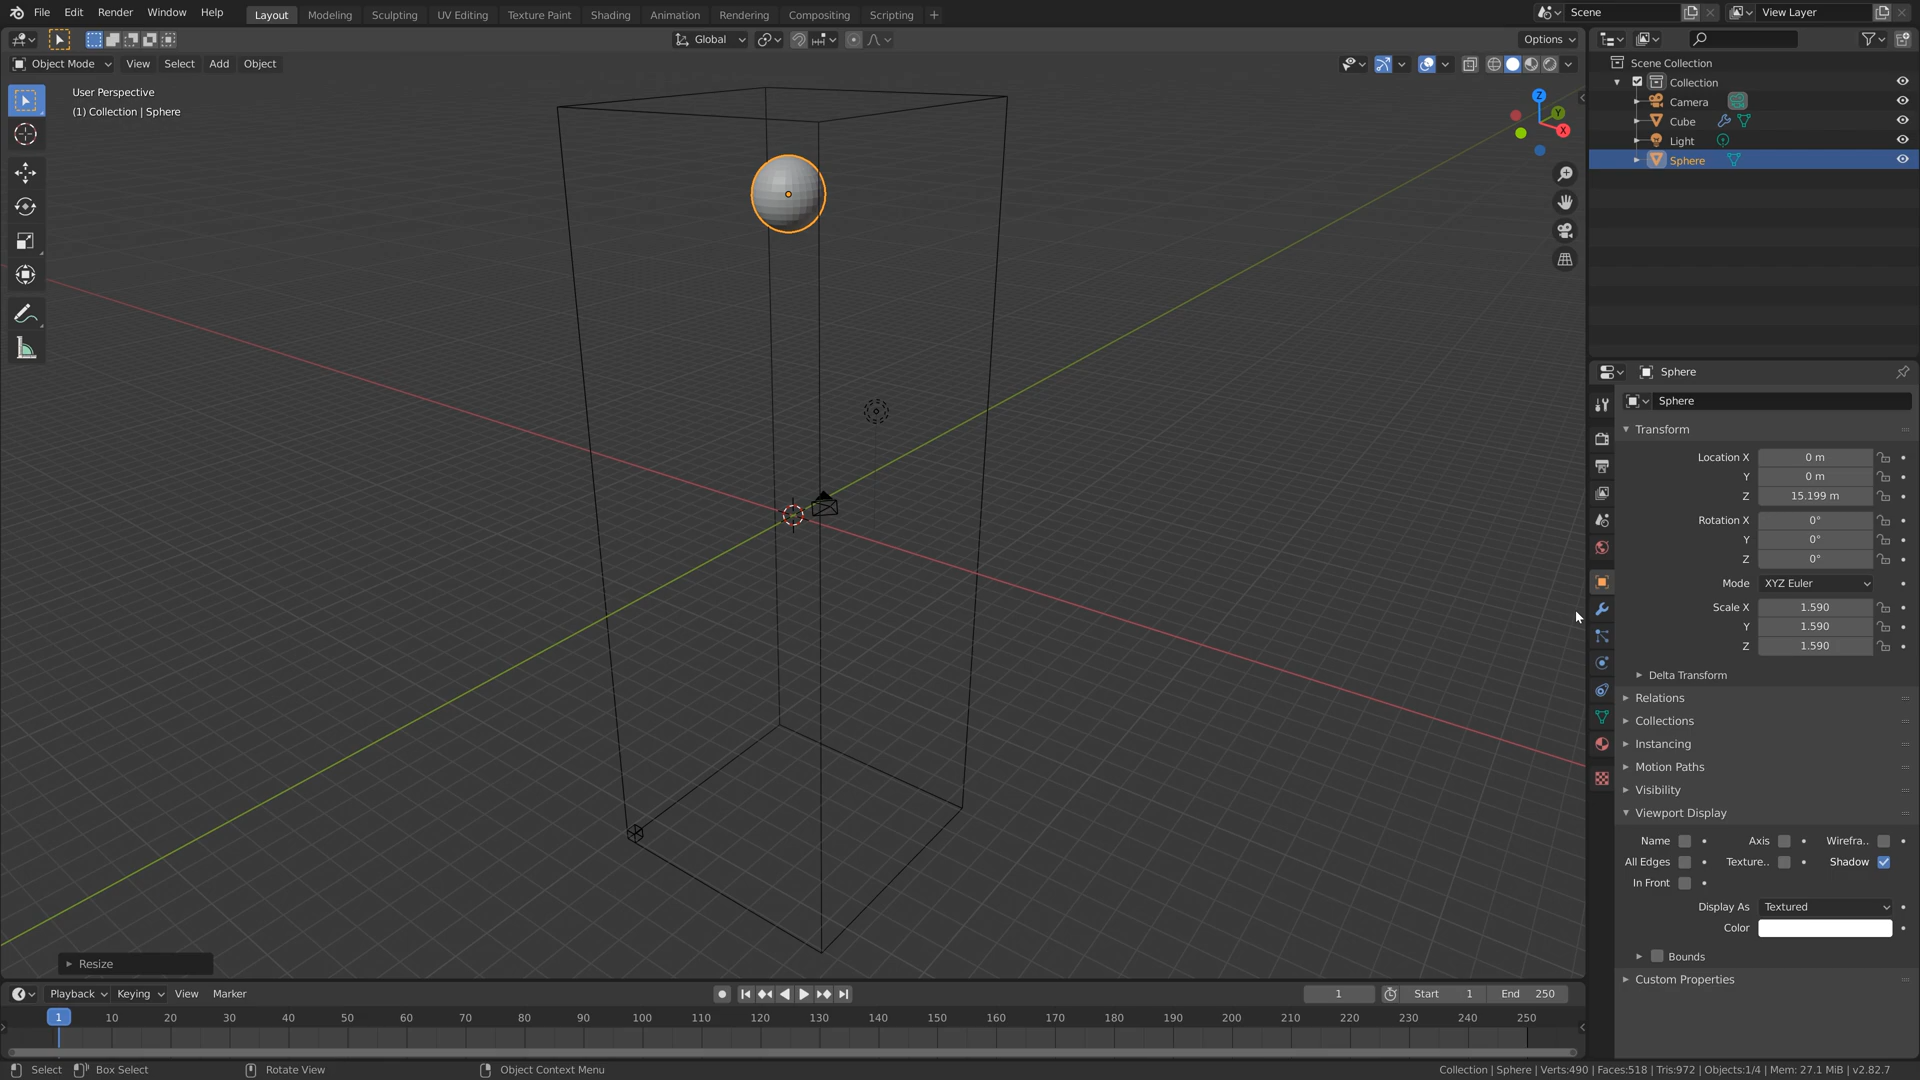 File Edit Render Window Help Layout Modeling Sculpting UV Editing Texture Paint Shading Animation Rendering Compositing Scripting + Scene View Layer
Global Options
Object Mode View Select Add Object
User Perspective
(1) Collection | Sphere
Z
Y
X
Resize
Scene Collection
Collection
Camera
Cube
Light
Sphere
Sphere
Sphere
Transform
Location X 0 m
Y 0 m
Z 15.199 m
Rotation X 0°
Y 0°
Z 0°
Mode XYZ Euler
Scale X 1.590
Y 1.590
Z 1.590
Delta Transform
Relations
Collections
Instancing
Motion Paths
Visibility
Viewport Display
Name Axis Wirefra..
All Edges Texture.. Shadow
In Front
Display As Textured
Color
Bounds
Custom Properties
Playback Keying View Marker 1 Start 1 End 250
1 10 20 30 40 50 60 70 80 90 100 110 120 130 140 150 160 170 180 190 200 210 220 230 240 250
Select Box Select Rotate View Object Context Menu Collection | Sphere | Verts:490 | Faces:518 | Tris:972 | Objects:1/4 | Mem: 27.1 MiB | v2.82.7